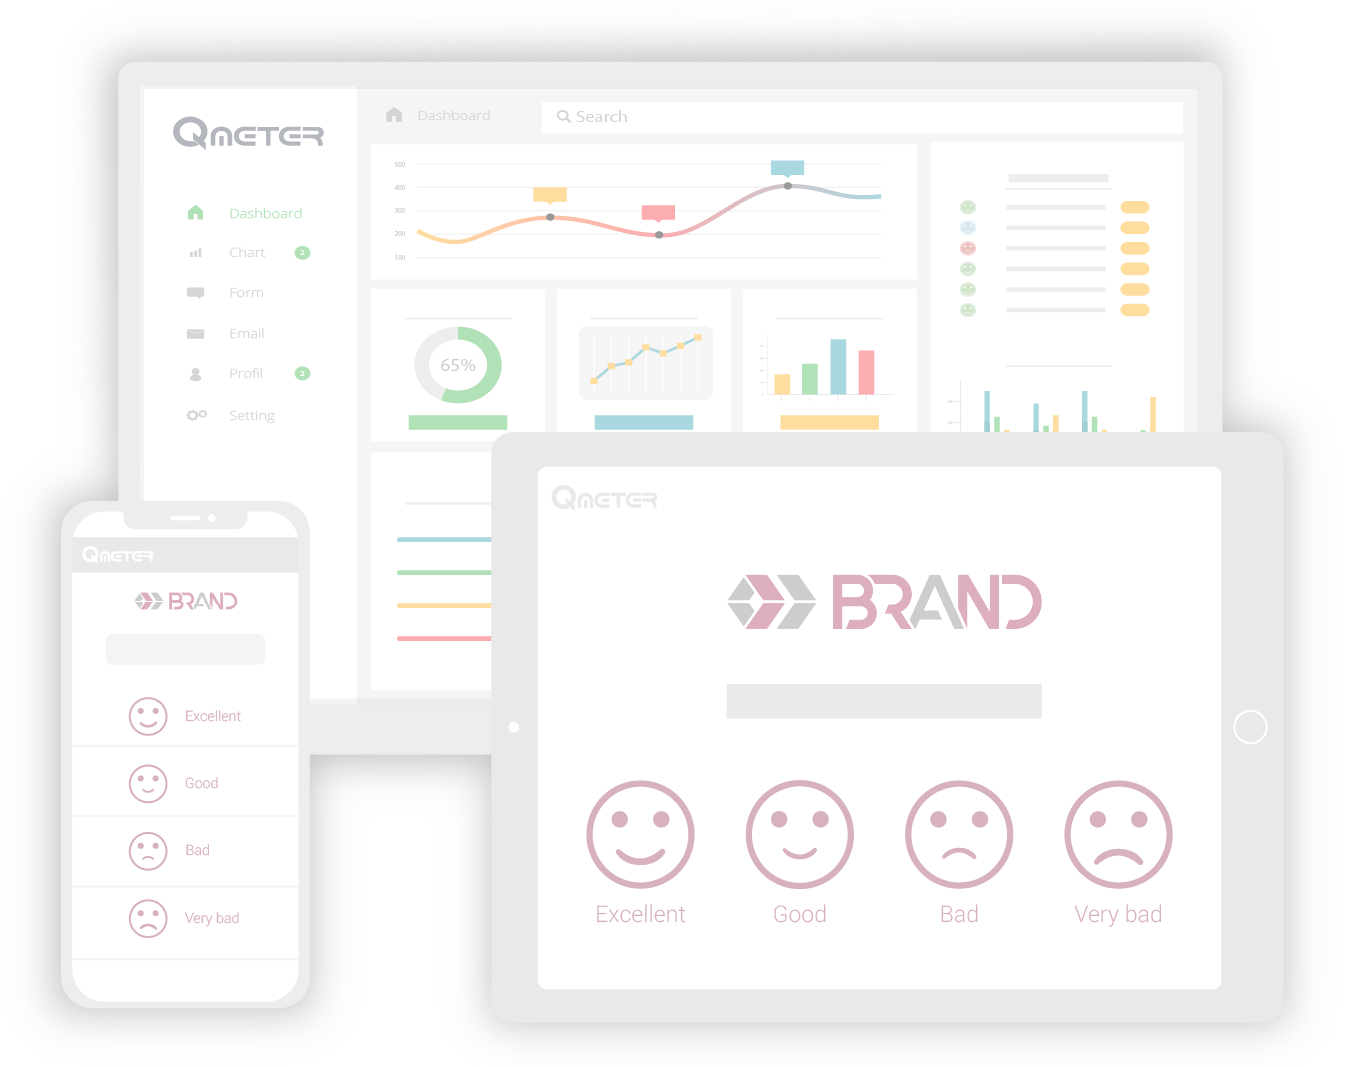 QMETER
Dashboard
Search
Dashboard
Chart
2
Form
Email
Profil
2
Setting
500
400
300
200
100
65%
QMETER
BRAND
Excellent
Good
Bad
Very bad
QMETER
BRAND
Excellent
Good
Bad
Very bad